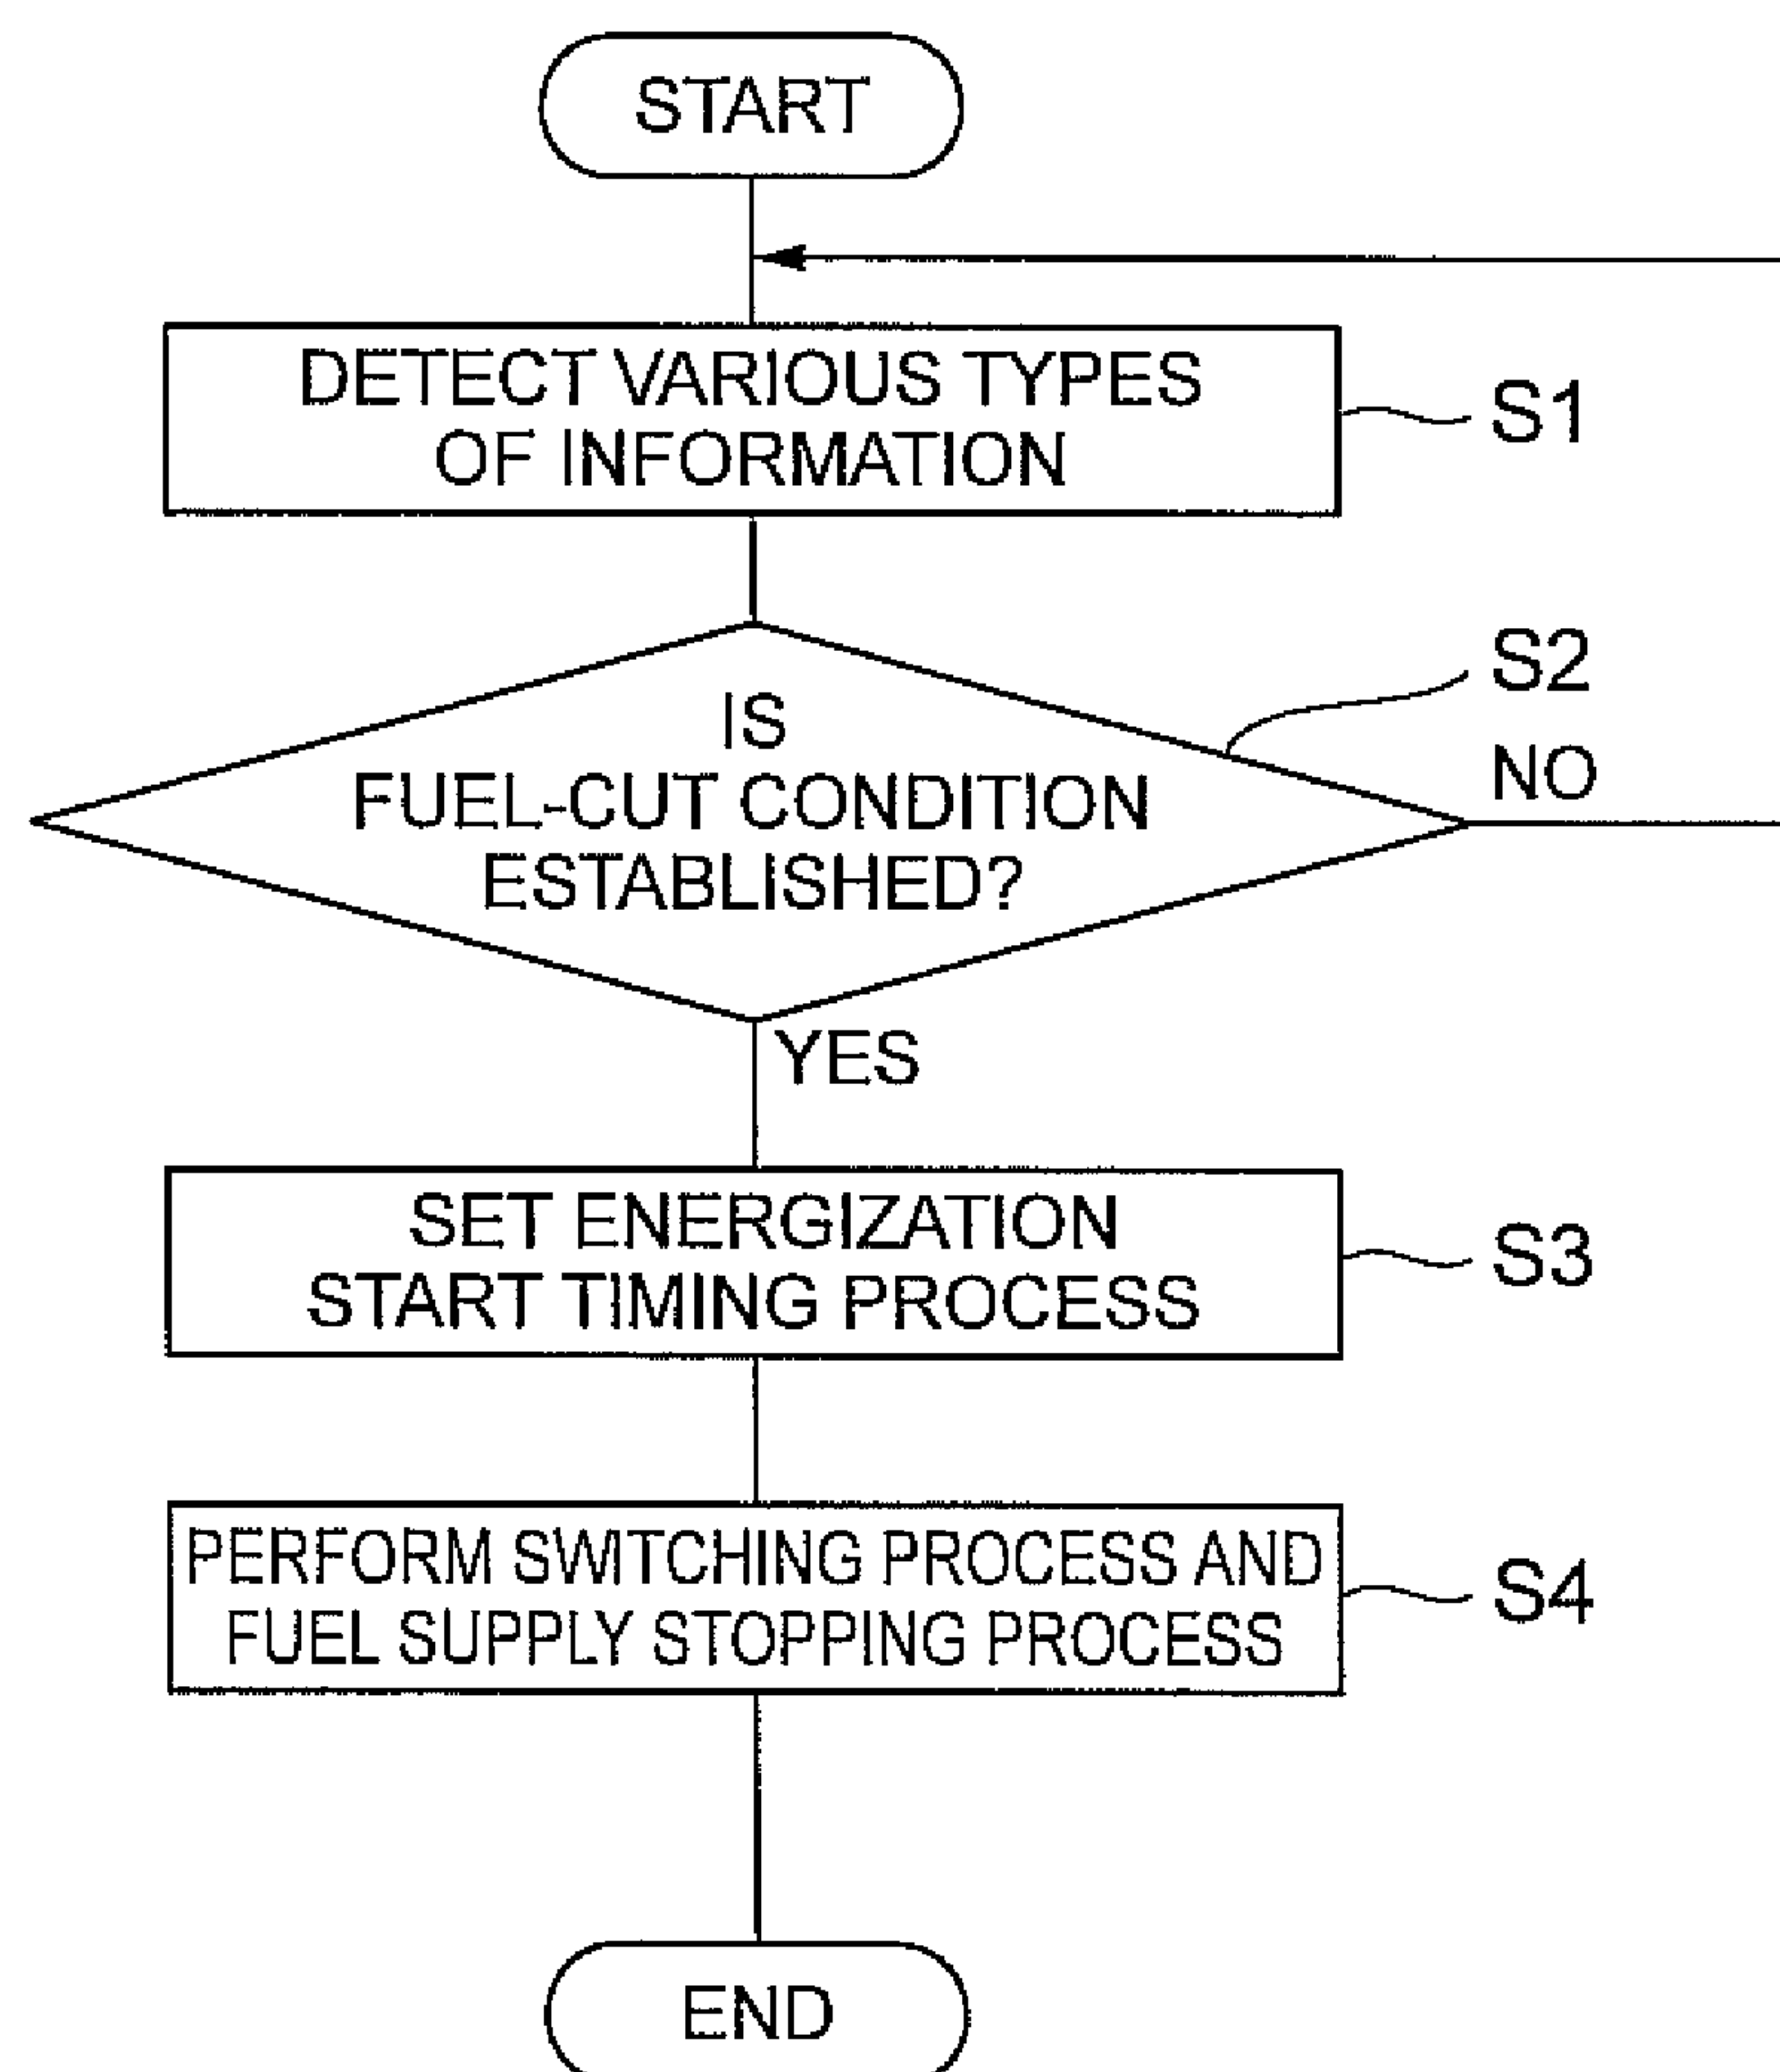 START
DETECT VARIOUS TYPES
OF INFORMATION
S1
S2
IS
FUEL-CUT CONDITION
ESTABLISHED?
NO
YES
SET ENERGIZATION
START TIMING PROCESS
S3
PERFORM SWITCHING PROCESS AND
FUEL SUPPLY STOPPING PROCESS
S4
END